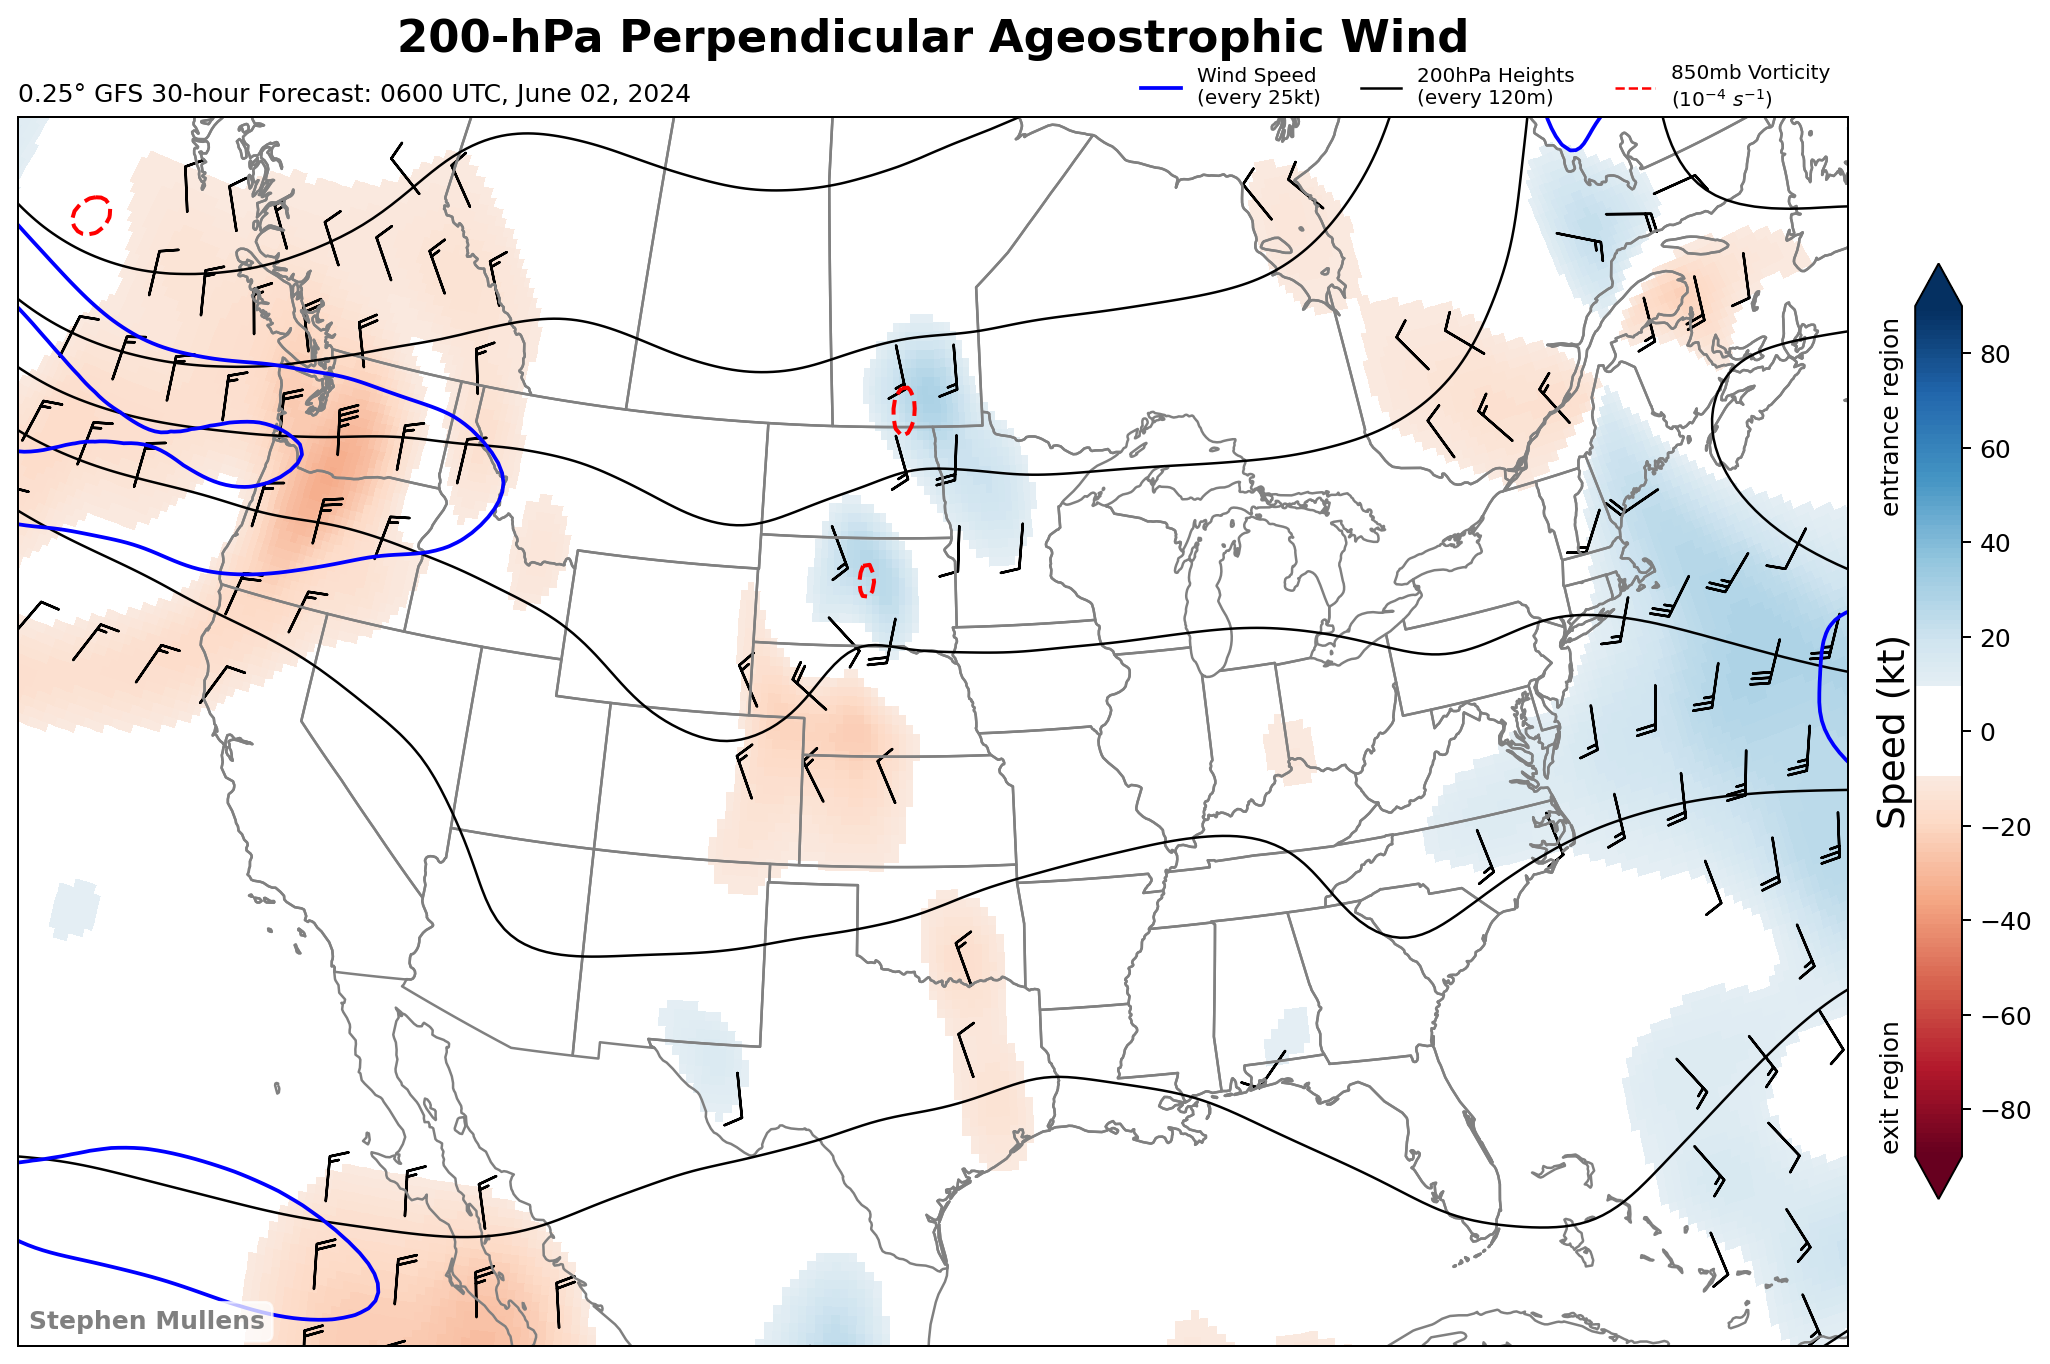 200-hPa Perpendicular Ageostrophic Wind
0.25° GFS 30-hour Forecast: 0600 UTC, June 02, 2024
Wind Speed
(every 25kt)
200hPa Heights
(every 120m)
850mb Vorticity
(10⁻⁴ s⁻¹)
entrance region
Speed (kt)
exit region
80
60
40
20
0
−20
−40
−60
−80
Stephen Mullens